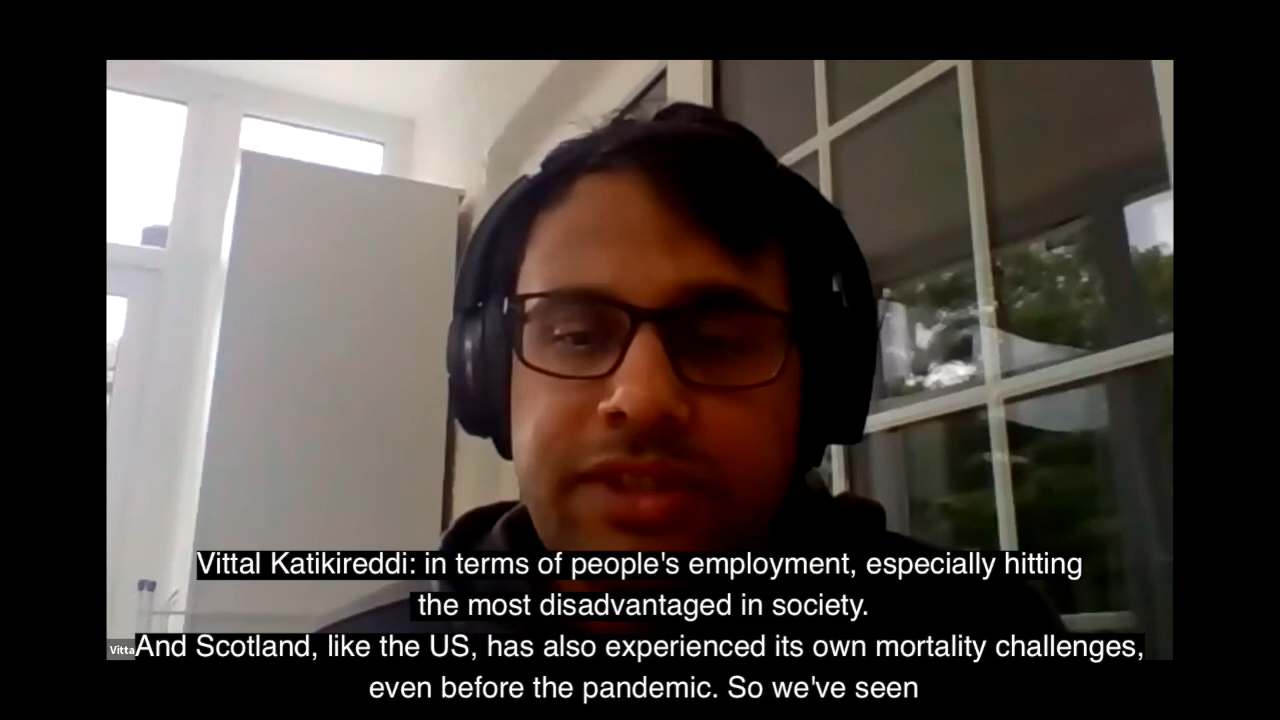 Vittal Katikireddi: in terms of people's employment, especially hitting
the most disadvantaged in society.
Vitta
And Scotland, like the US, has also experienced its own mortality challenges,
even before the pandemic. So we've seen